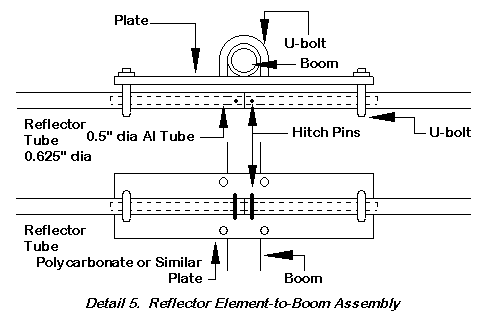 Plate
U-bolt
Boom
Reflector
Tube
0.625" dia
0.5" dia Al Tube
Hitch Pins
U-bolt
Reflector
Tube
Polycarbonate or Similar
Plate
Boom
Detail 5. Reflector Element-to-Boom Assembly